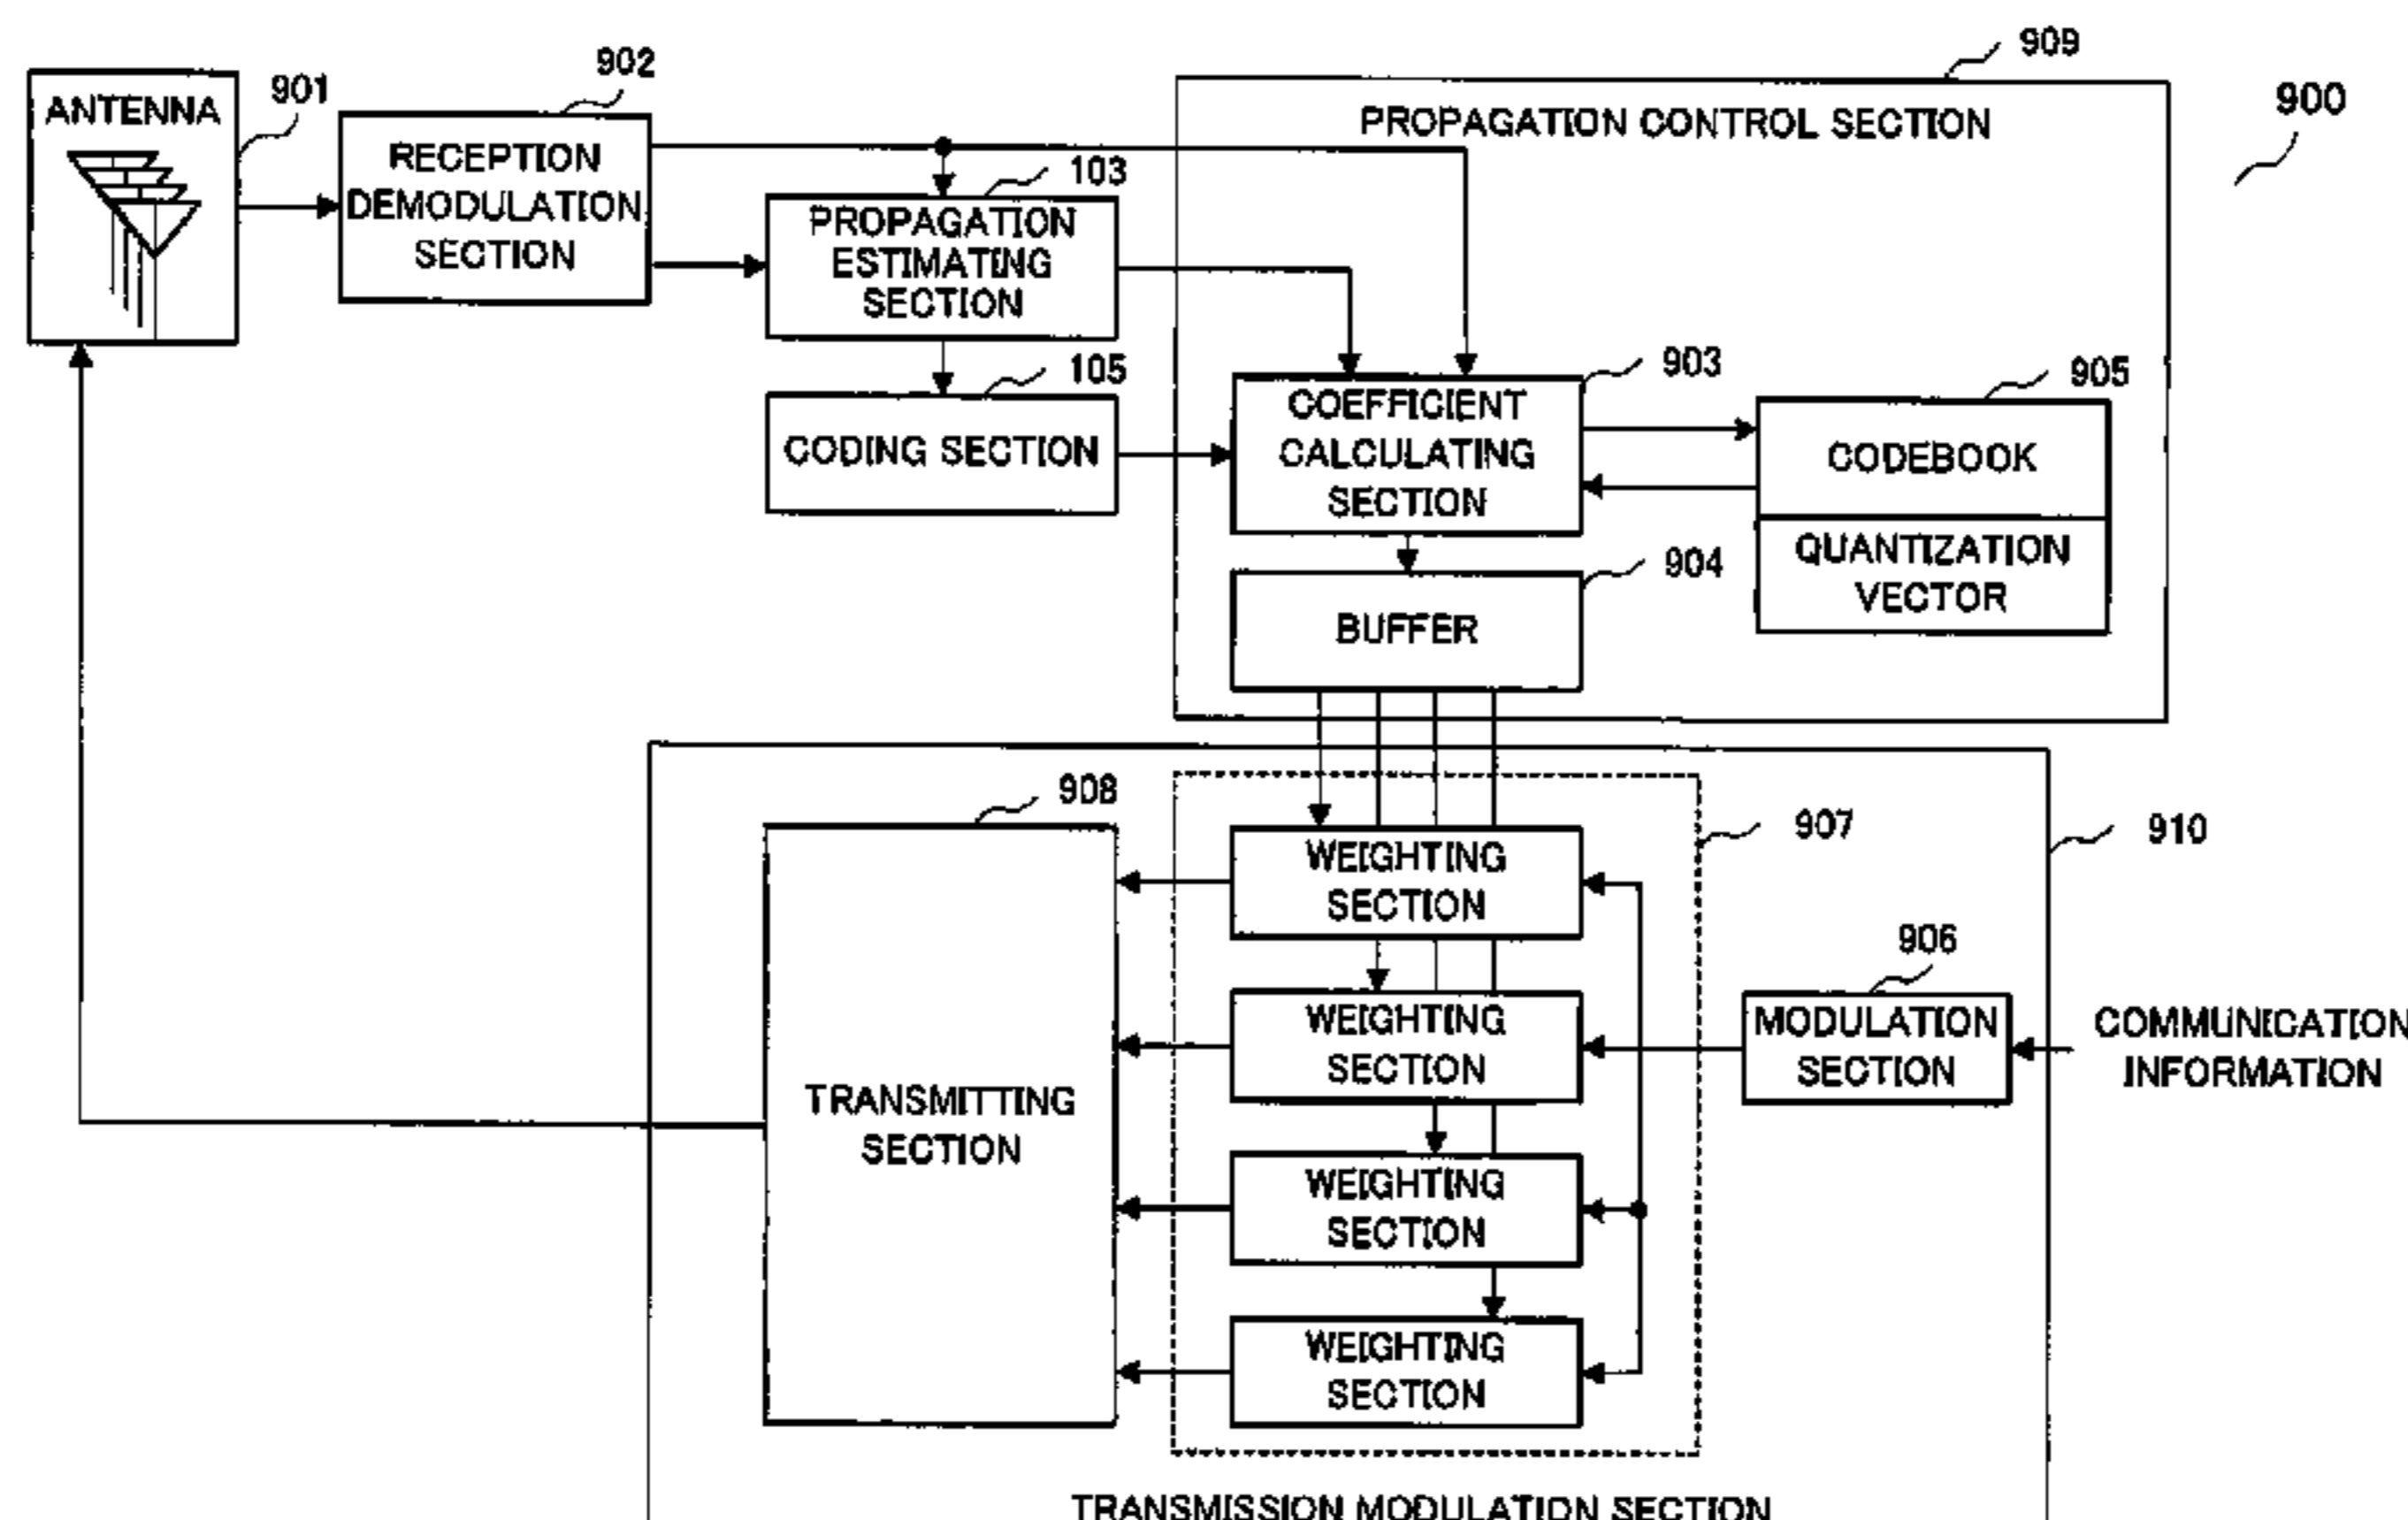 909
902
901
ANTENNA
PROPAGATION CONTROL SECTION
900
RECEPTION
DEMODULATION
SECTION
103
PROPAGATION
ESTIMATING
SECTION
105
CODING SECTION
903
COEFFICIENT
CALCULATING
SECTION
905
CODEBOOK
QUANTIZATION
VECTOR
904
BUFFER
908
TRANSMITTING
SECTION
907
910
WEIGHTING
SECTION
WEIGHTING
SECTION
WEIGHTING
SECTION
WEIGHTING
SECTION
906
MODULATION
SECTION
COMMUNICATION
INFORMATION
TRANSMISSION MODULATION SECTION